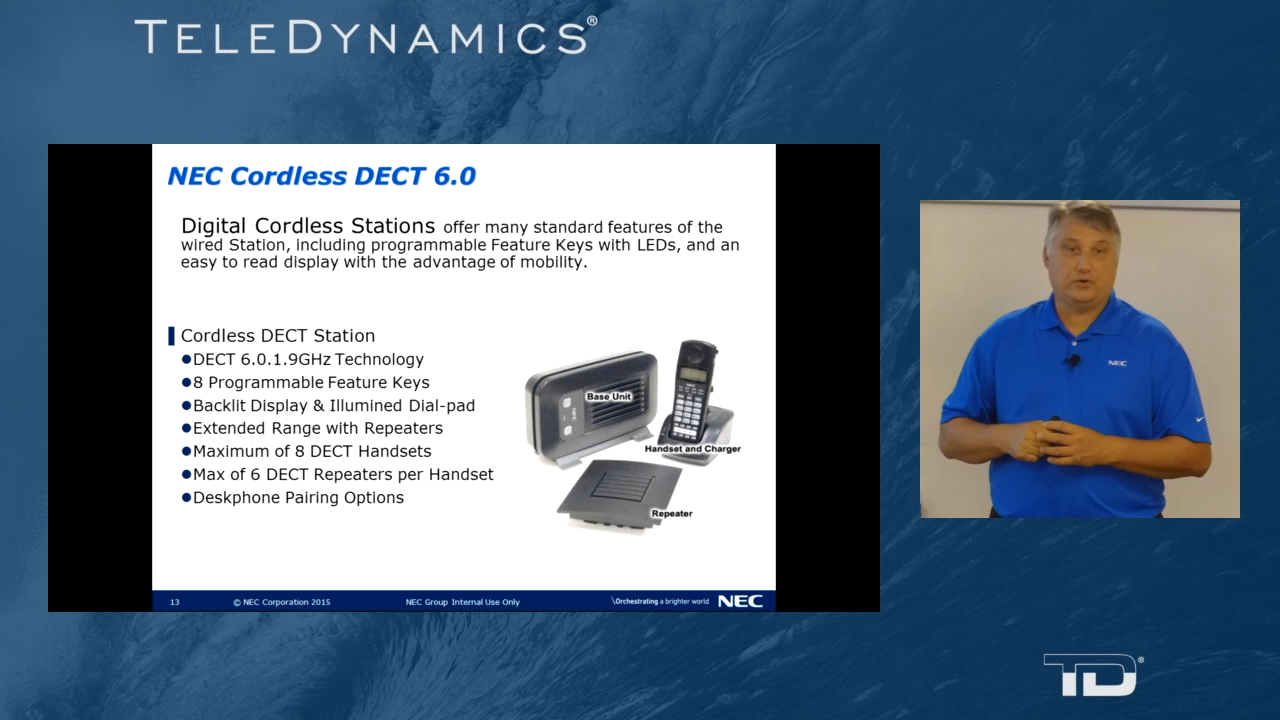 TELEDYNAMICS®
NEC Cordless DECT 6.0
Digital Cordless Stations offer many standard features of the
wired Station, including programmable Feature Keys with LEDs, and an
easy to read display with the advantage of mobility.
Cordless DECT Station
●DECT 6.0.1.9GHz Technology
●8 Programmable Feature Keys
●Backlit Display & Illumined Dial-pad
●Extended Range with Repeaters
●Maximum of 8 DECT Handsets
●Max of 6 DECT Repeaters per Handset
●Deskphone Pairing Options
Base Unit
Handset and Charger
Repeater
NEC
13 © NEC Corporation 2015 NEC Group Internal Use Only \Orchestrating a brighter world NEC
TD®